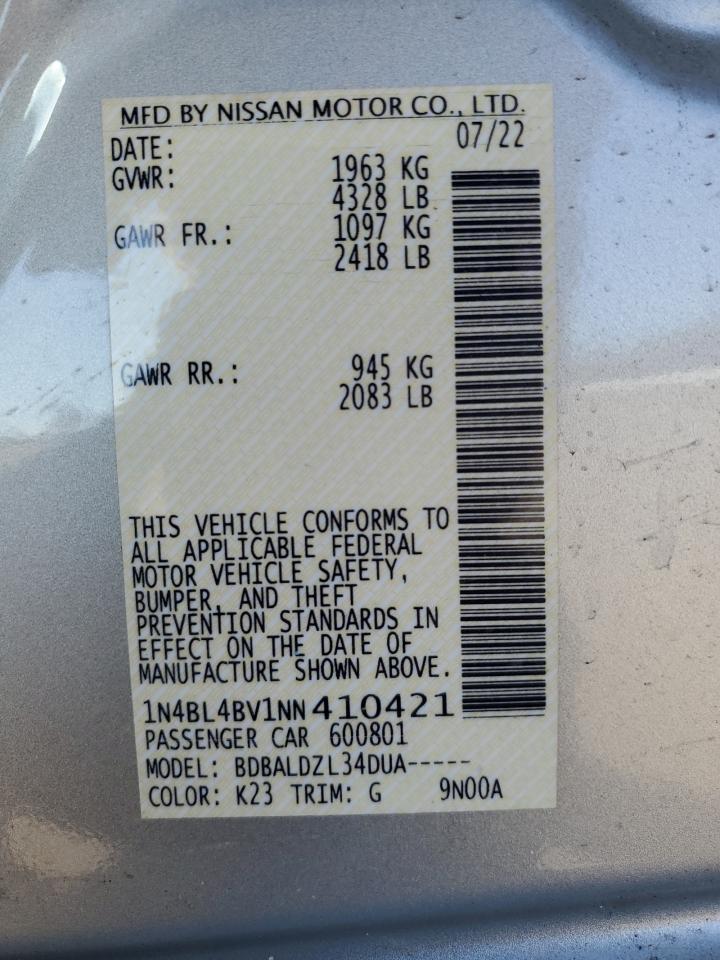 MFD BY NISSAN MOTOR CO., LTD.
DATE: 07/22
GVWR: 1963 KG
4328 LB
GAWR FR.: 1097 KG
2418 LB
GAWR RR.: 945 KG
2083 LB
THIS VEHICLE CONFORMS TO
ALL APPLICABLE FEDERAL
MOTOR VEHICLE SAFETY,
BUMPER, AND THEFT
PREVENTION STANDARDS IN
EFFECT ON THE DATE OF
MANUFACTURE SHOWN ABOVE.
1N4BL4BV1NN410421
PASSENGER CAR 600801
MODEL: BDBALDZL34DUA-----
COLOR: K23 TRIM: G 9N00A